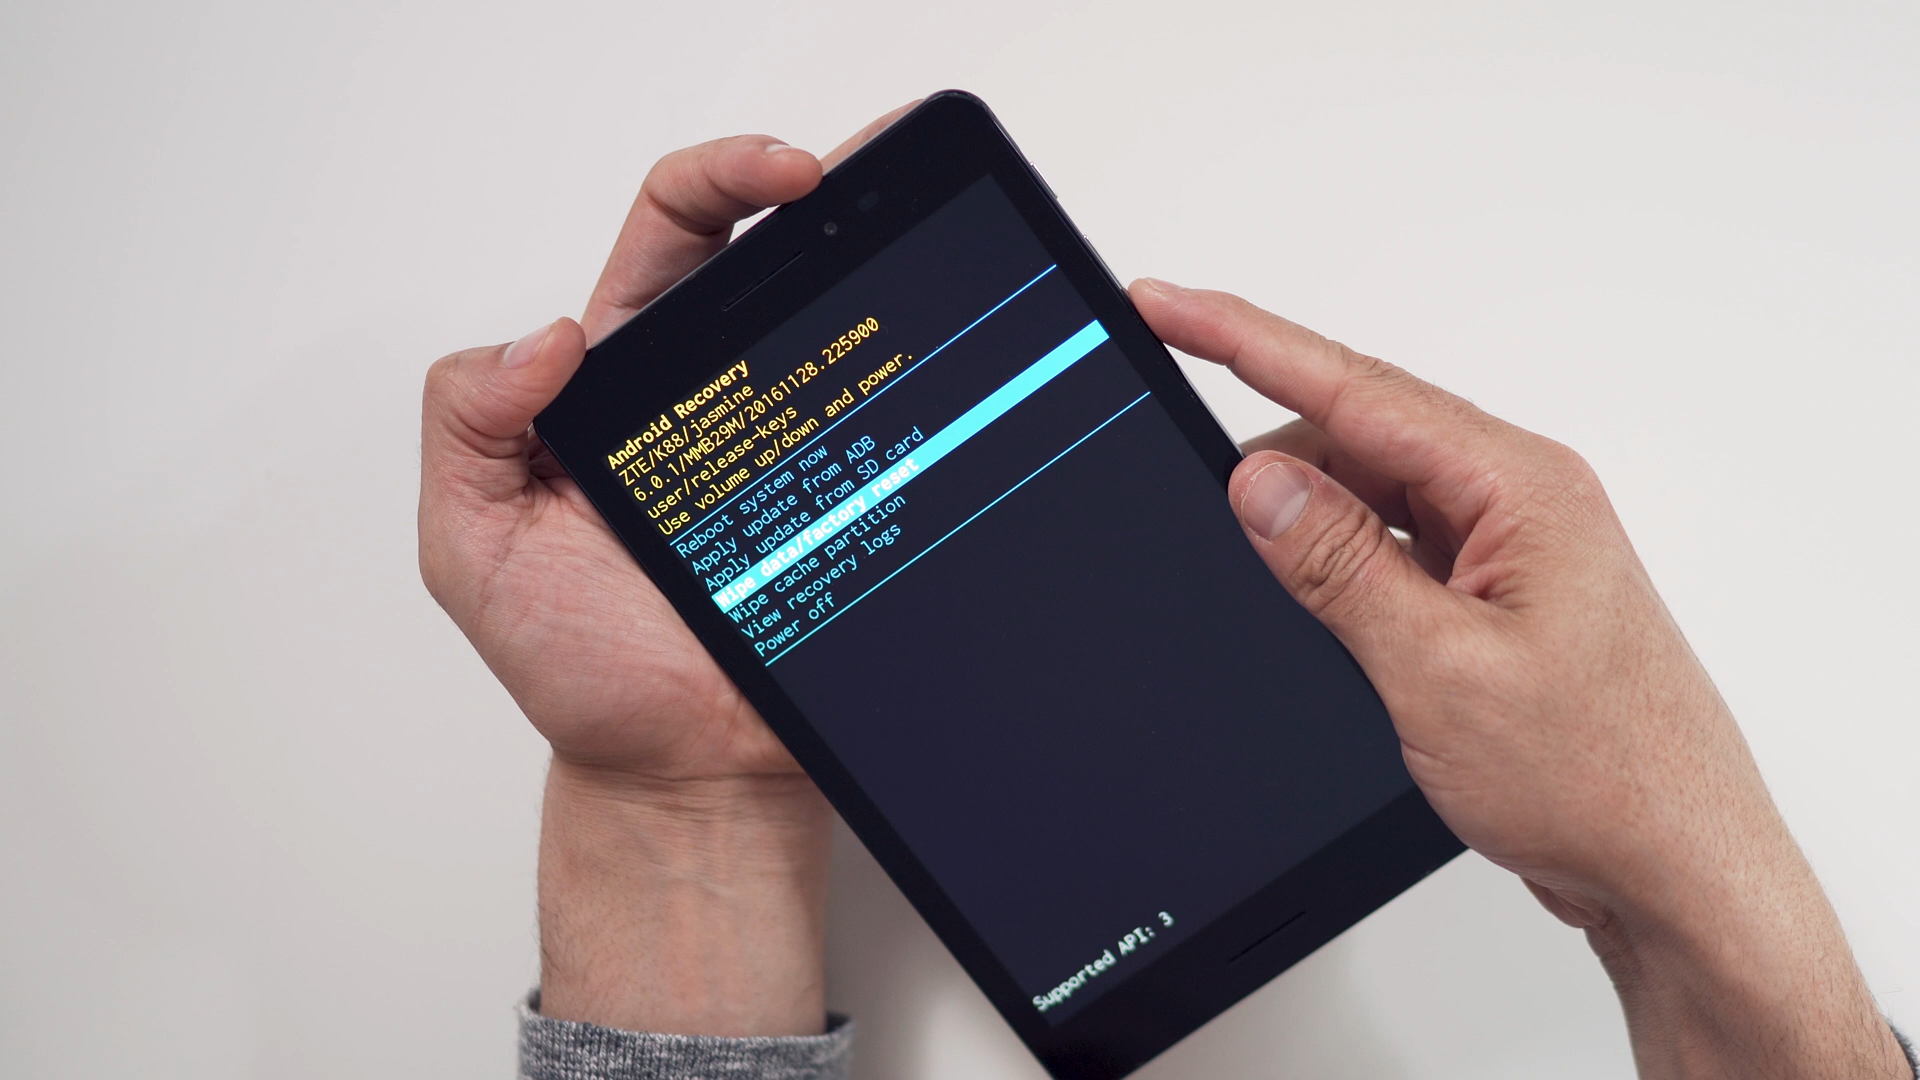 Android Recovery
ZTE/K88/jasmine
6.0.1/MMB29M/20161128.225900
user/release-keys
Use volume up/down and power.
Reboot system now
Apply update from ADB
Apply update from SD card
Wipe data/factory reset
Wipe cache partition
View recovery logs
Power off
Supported API: 3